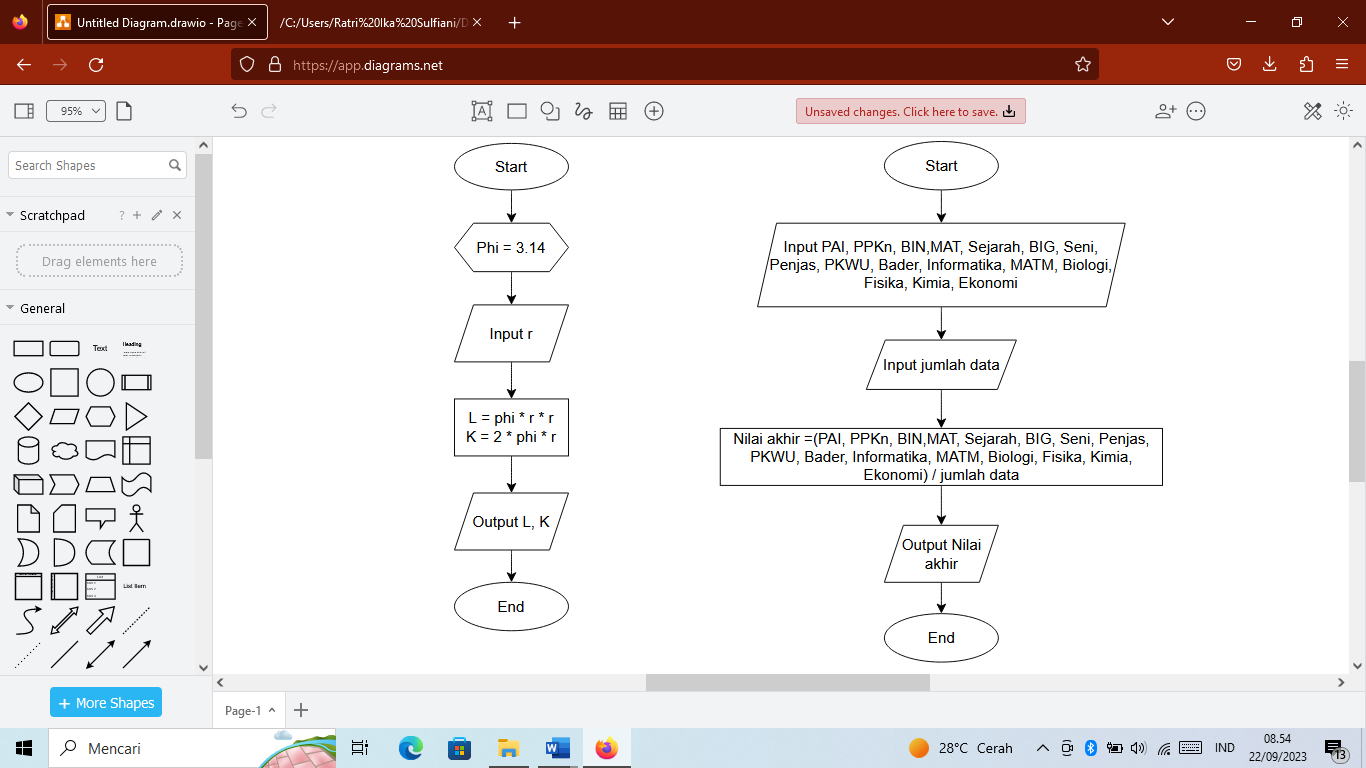 Untitled Diagram.drawio - Page
/C:/Users/Ratri%20Ika%20Sulfiani/D
https://app.diagrams.net
95%
Unsaved changes. Click here to save.
Search Shapes
Scratchpad
?
Drag elements here
General
Text
Heading
List Item
+ More Shapes
Start
Phi = 3.14
Input r
L = phi * r * r
K = 2 * phi * r
Output L, K
End
Start
Input PAI, PPKn, BIN,MAT, Sejarah, BIG, Seni,
Penjas, PKWU, Bader, Informatika, MATM, Biologi,
Fisika, Kimia, Ekonomi
Input jumlah data
Nilai akhir =(PAI, PPKn, BIN,MAT, Sejarah, BIG, Seni, Penjas,
PKWU, Bader, Informatika, MATM, Biologi, Fisika, Kimia,
Ekonomi) / jumlah data
Output Nilai
akhir
End
Page-1
Mencari
28°C Cerah
IND
08.54
22/09/2023
13